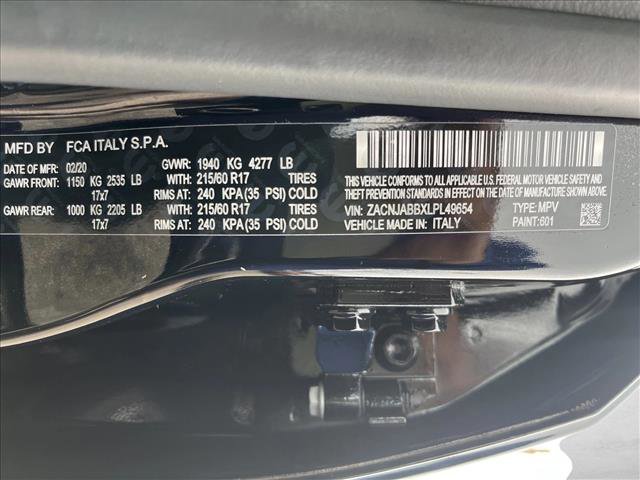 MFD BY FCA ITALY S.P.A.
DATE OF MFD: 02/20 GVWR: 1940 KG 4277 LB
GAWR FRONT: 1150 KG 2535 LB WITH: 215/60 R17 TIRES
17x7 RIMS AT: 240 KPA(35 PSI) COLD
GAWR REAR: 1000 KG 2205 LB WITH: 215/60 R17 TIRES
17x7 RIMS AT: 240 KPA(35 PSI) COLD
THIS VEHICLE CONFORMS TO ALL APPLICABLE U.S. FEDERAL MOTOR VEHICLE SAFETY, BUMPER, AND
THEFT PREVENTION STANDARDS IN EFFECT ON THE DATE OF MANUFACTURE SHOWN ABOVE.
VIN: ZACNJABBXLPL49654 TYPE: MPV
VEHICLE MADE IN: ITALY PAINT: 601